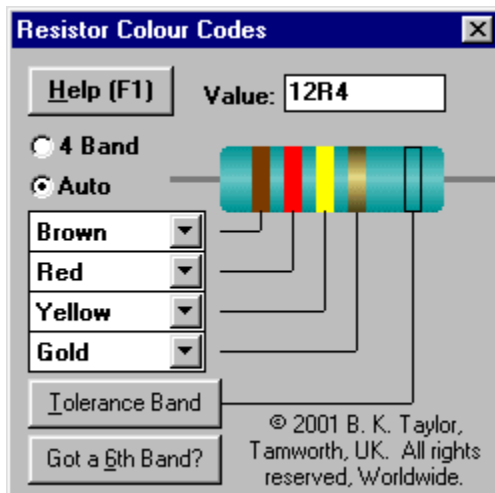 Resistor Colour Codes
Help (F1)
Value: 12R4
4 Band
Auto
Brown
Red
Yellow
Gold
Tolerance Band
Got a 6th Band?
© 2001 B. K. Taylor,
Tamworth, UK. All rights
reserved, Worldwide.